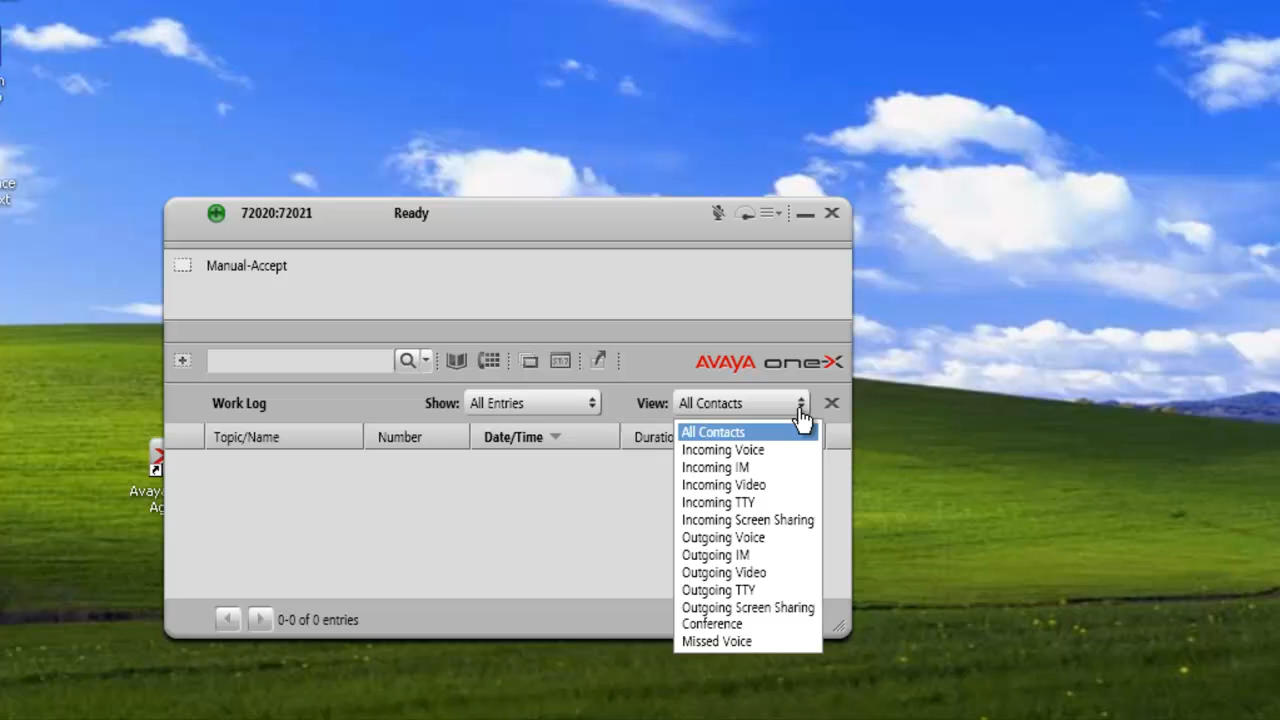 72020:72021 Ready
Manual-Accept
AVAYA one-X
Work Log Show: All Entries View: All Contacts
Topic/Name Number Date/Time
All Contacts
Incoming Voice
Incoming IM
Incoming Video
Incoming TTY
Incoming Screen Sharing
Outgoing Voice
Outgoing IM
Outgoing Video
Outgoing TTY
Outgoing Screen Sharing
Conference
Missed Voice
Avaya
0-0 of 0 entries